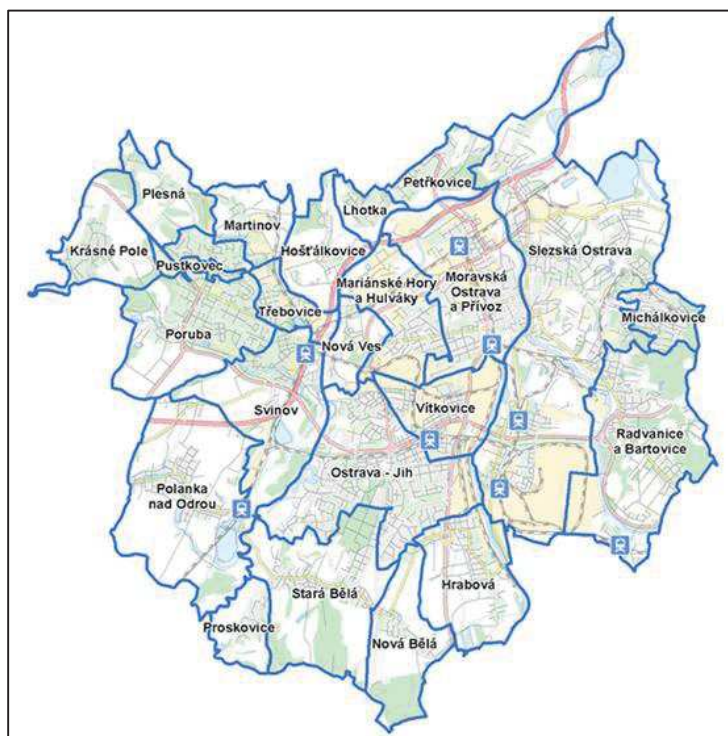 Petřkovice
Plesná
Lhotka
Martinov
Krásné Pole
Hošťálkovice
Slezská Ostrava
Pustkovec
Mariánské Hory
a Hulváky
Moravská
Ostrava
a Přívoz
Třebovice
Michálkovice
Poruba
Nová Ves
Svinov
Vítkovice
Radvanice
a Bartovice
Ostrava - Jih
Polanka
nad Odrou
Hrabová
Stará Bělá
Proskovice
Nová Bělá